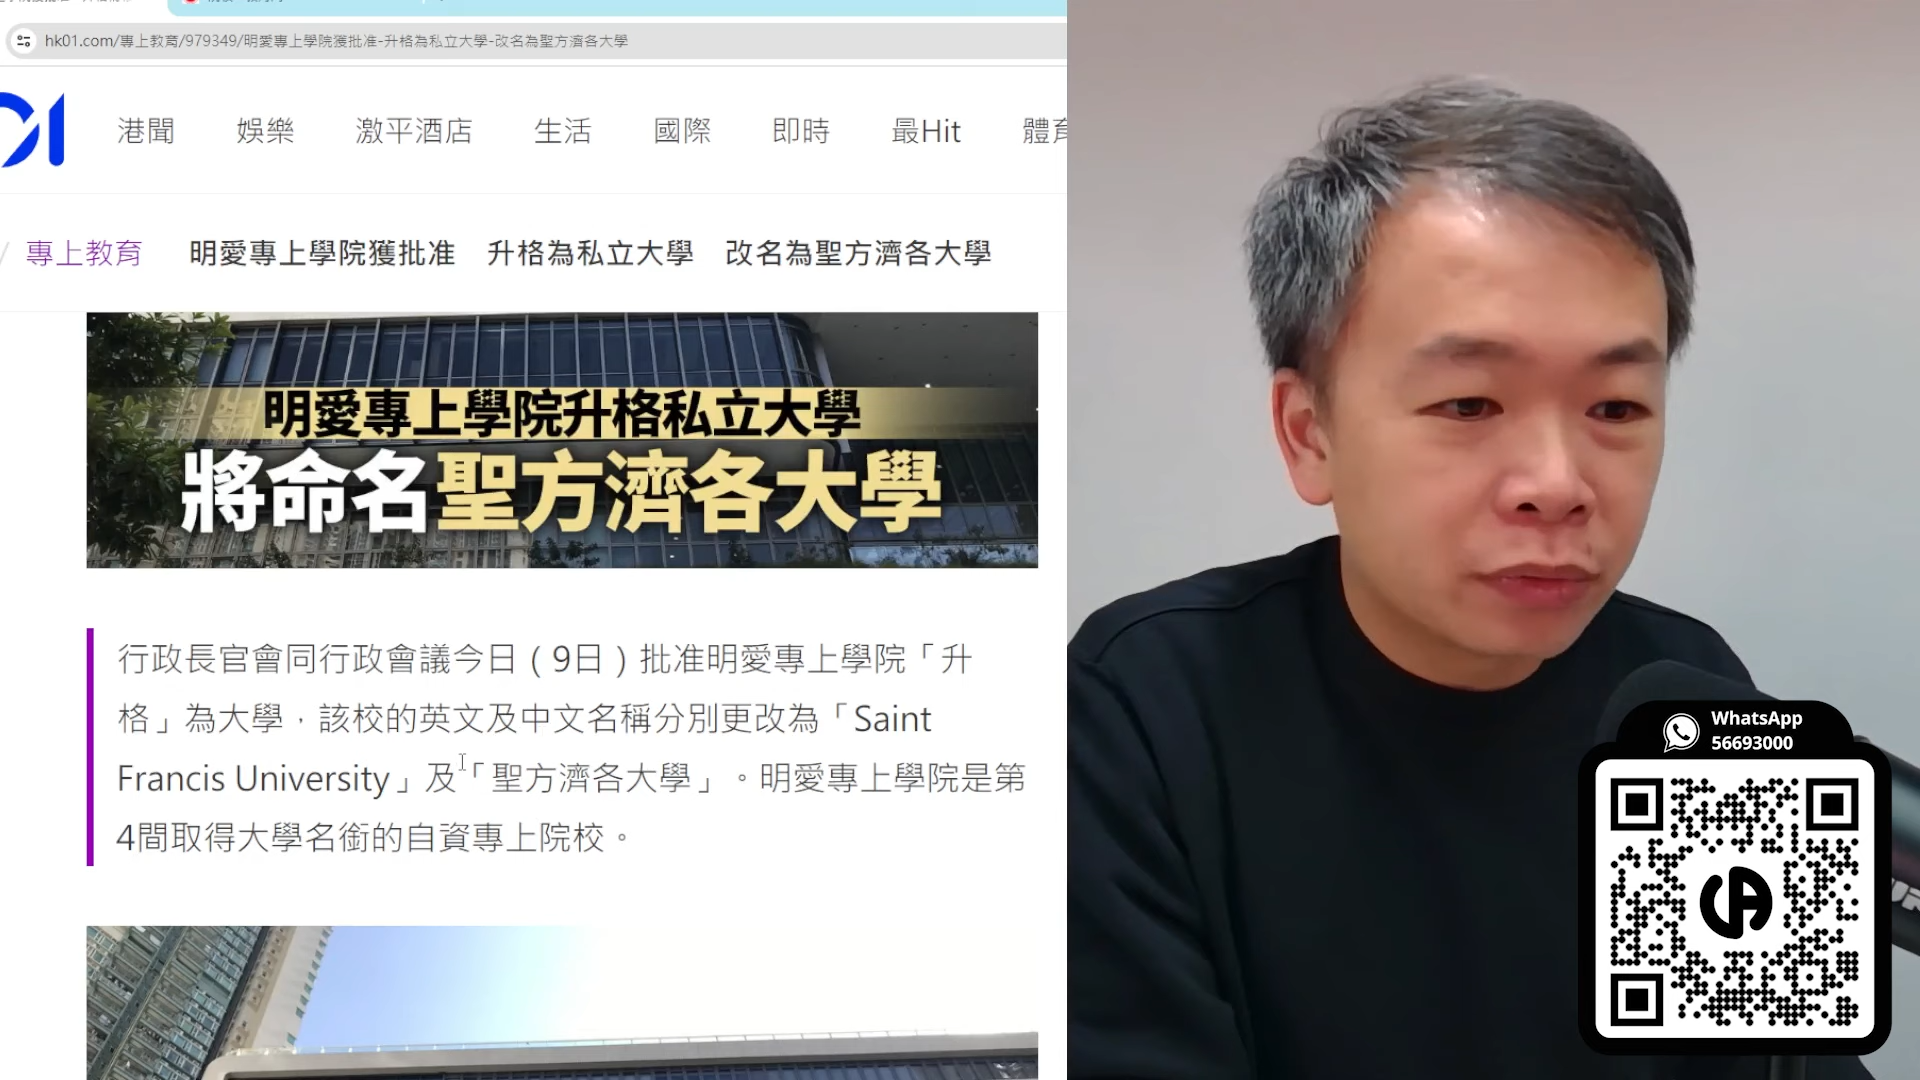 hk01.com/專上教育/979349/明愛專上學院獲批准-升格為私立大學-改名為聖方濟各大學
01
港聞 娛樂 激平酒店 生活 國際 即時 最Hit 體育
/ 專上教育 明愛專上學院獲批准 升格為私立大學 改名為聖方濟各大學
明愛專上學院升格私立大學
將命名聖方濟各大學
行政長官會同行政會議今日(9日)批准明愛專上學院「升
格」為大學,該校的英文及中文名稱分別更改為「Saint
Francis University」及「聖方濟各大學」。明愛專上學院是第
4間取得大學名銜的自資專上院校。
WhatsApp
56693000